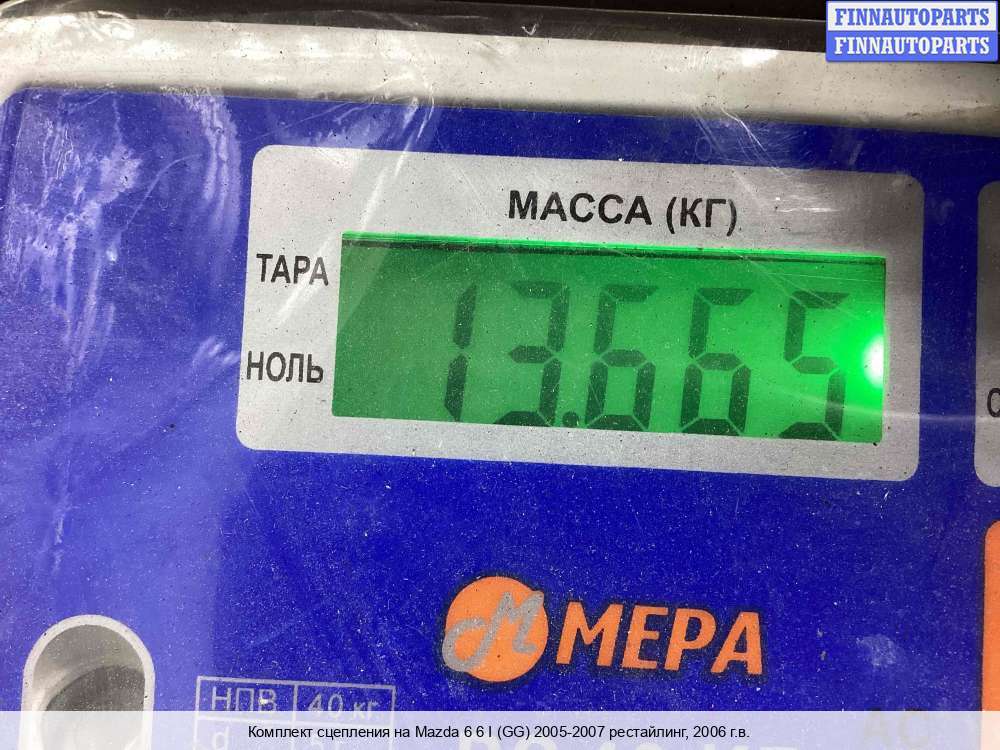 FINNAUTOPARTS
FINNAUTOPARTS
МАССА (КГ)
ТАРА
13.665
НОЛЬ
М МЕРА
НПВ 40 кг
d
Комплект сцепления на Mazda 6 6 I (GG) 2005-2007 рестайлинг, 2006 г.в.